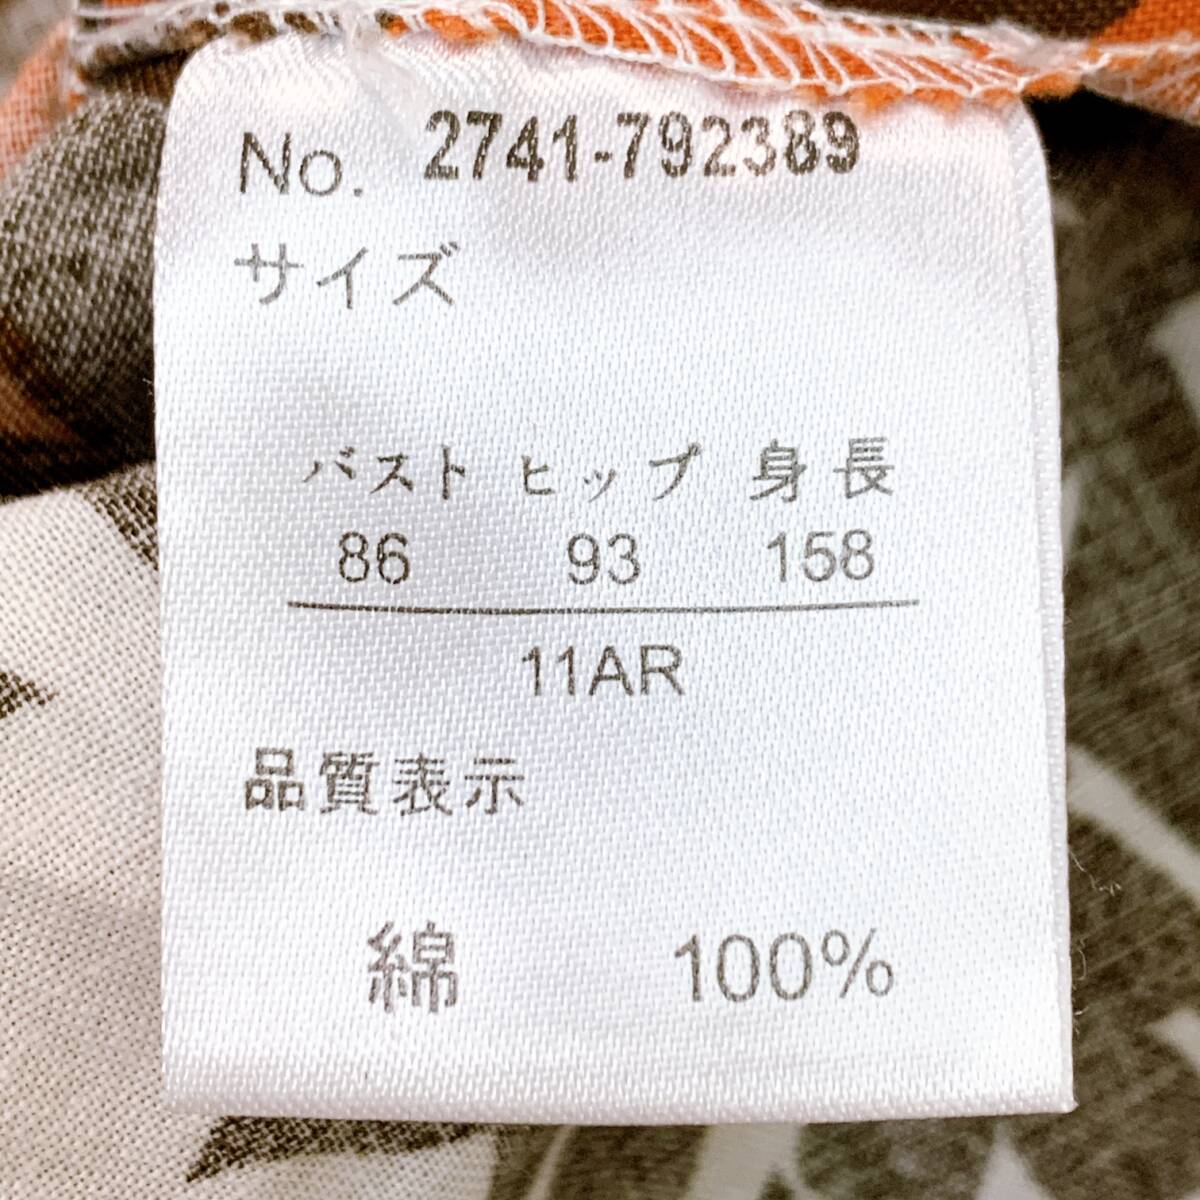 No. 2741-792389
サイズ
バスト ヒップ 身長
86 93 158
11AR
品質表示
綿 100%